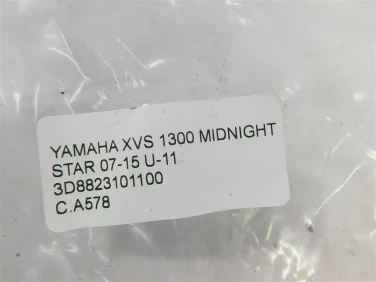 YAMAHA XVS 1300 MIDNIGHT
STAR 07-15 U-11
3D8823101100
C.A578